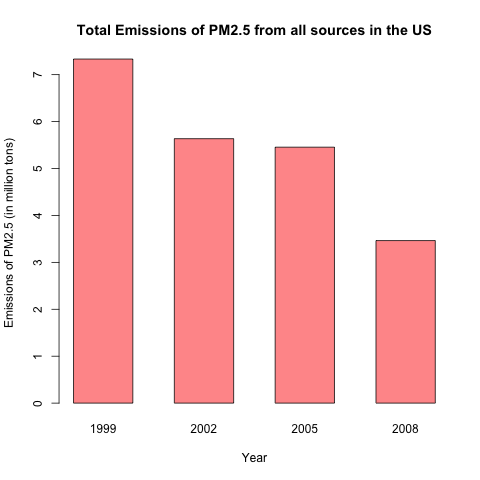 Total Emissions of PM2.5 from all sources in the US
Emissions of PM2.5 (in million tons)
7
6
5
4
3
2
1
0
1999 2002 2005 2008
Year